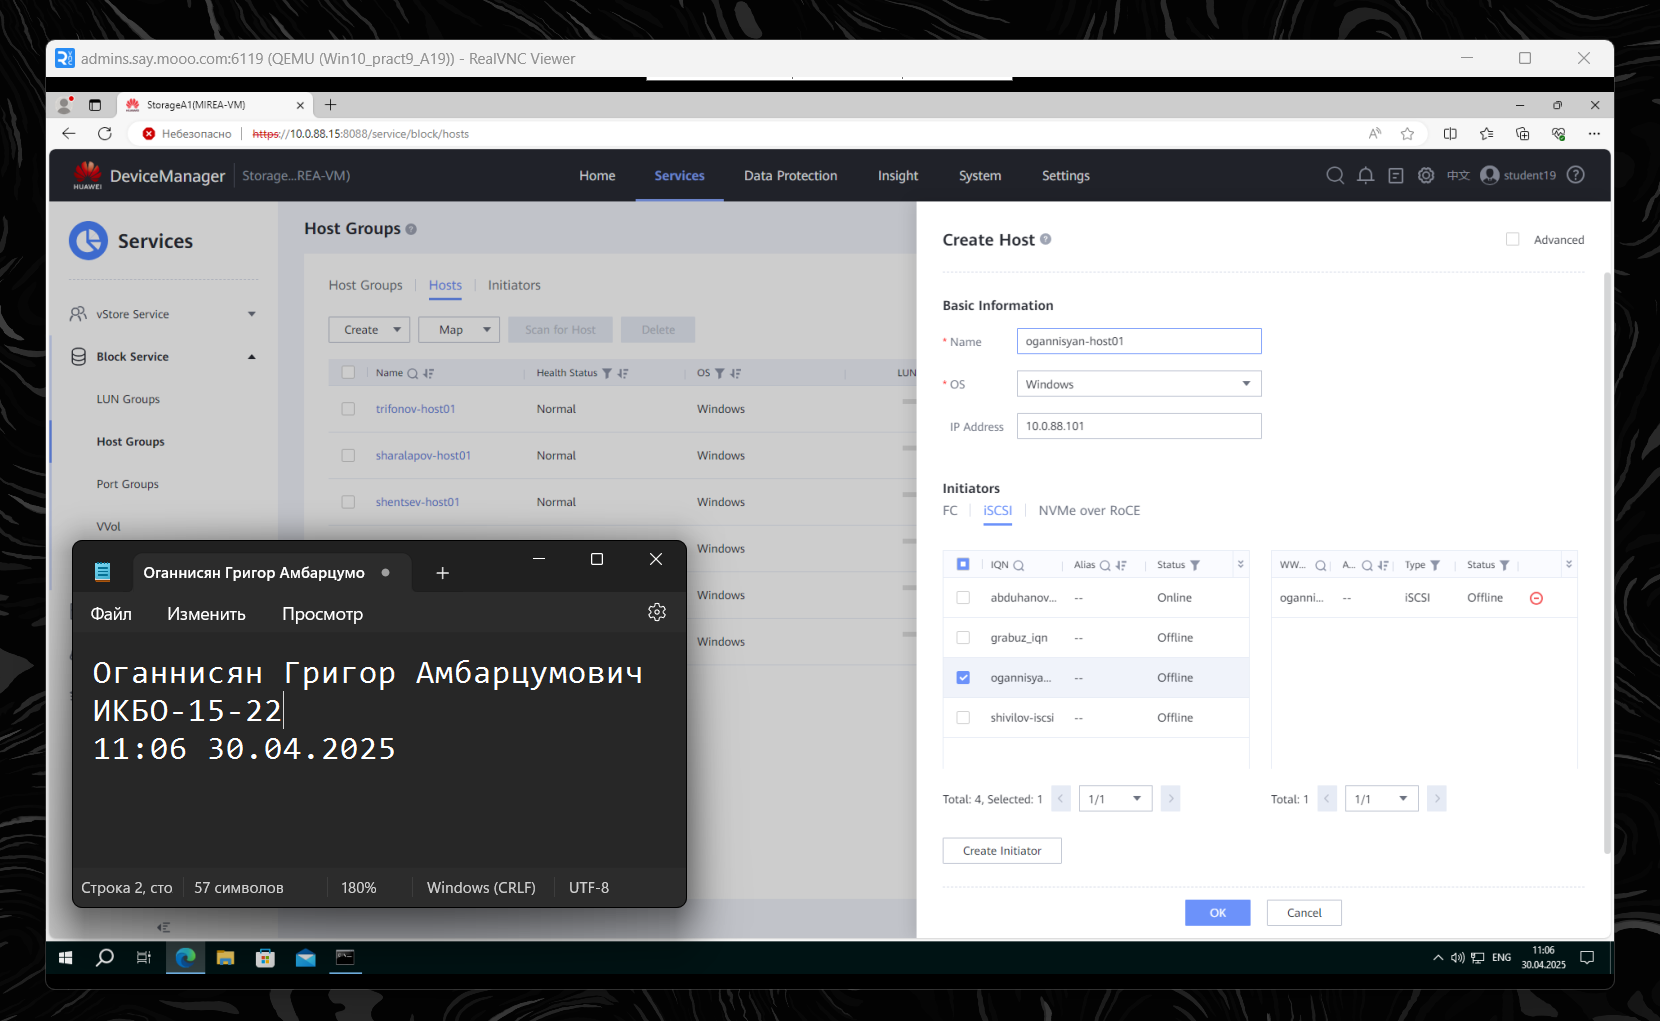 admins.say.mooo.com:6119 (QEMU (Win10_pract9_A19)) - RealVNC Viewer
StorageA1(MIREA-VM)
Небезопасно https://10.0.88.15:8088/service/block/hosts
HUAWEI DeviceManager Storage...REA-VM) Home Services Data Protection Insight System Settings 中文 student19
Services
vStore Service
Block Service
LUN Groups
Host Groups
Port Groups
VVol
Host Groups
Host Groups Hosts Initiators
Create Map Scan for Host Delete
Name Health Status OS LUN
trifonov-host01 Normal Windows
sharalapov-host01 Normal Windows
shentsev-host01 Normal Windows
Windows
Windows
Windows
Create Host Advanced
Basic Information
* Name ogannisyan-host01
* OS Windows
IP Address 10.0.88.101
Initiators
FC iSCSI NVMe over RoCE
IQN Alias Status
abduhanov... -- Online
grabuz_iqn -- Offline
ogannisya... -- Offline
shivilov-iscsi -- Offline
Total: 4, Selected: 1 < 1/1 >
WW... A... Type Status
oganni... -- iSCSI Offline
Total: 1 < 1/1 >
Create Initiator
OK Cancel
Оганнисян Григор Амбарцумо
Файл Изменить Просмотр
Оганнисян Григор Амбарцумович
ИКБО-15-22
11:06 30.04.2025
Строка 2, сто 57 символов 180% Windows (CRLF) UTF-8
ENG 11:06
30.04.2025